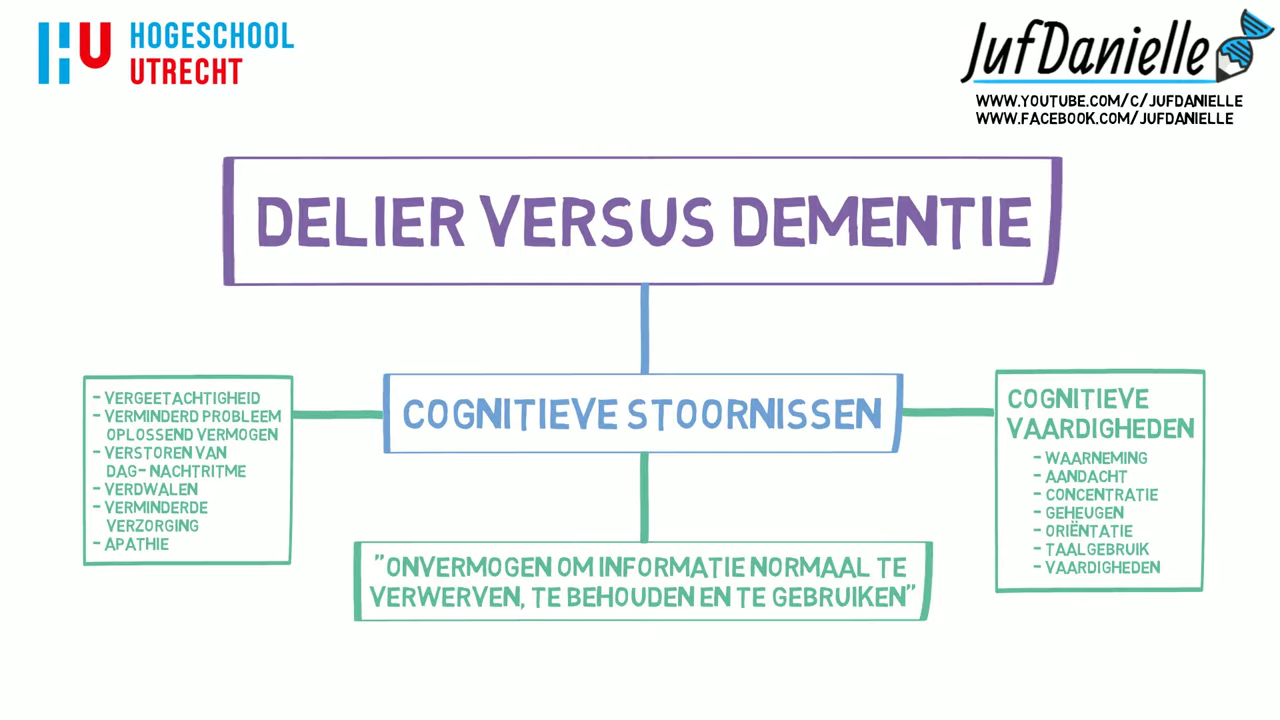 HOGESCHOOL
UTRECHT
JufDanielle
WWW.YOUTUBE.COM/C/JUFDANIELLE
WWW.FACEBOOK.COM/JUFDANIELLE
DELIER VERSUS DEMENTIE
- VERGEETACHTIGHEID
- VERMINDERD PROBLEEM
OPLOSSEND VERMOGEN
- VERSTOREN VAN
DAG- NACHTRITME
- VERDWALEN
- VERMINDERDE
VERZORGING
- APATHIE
COGNITIEVE STOORNISSEN
COGNITIEVE
VAARDIGHEDEN
- WAARNEMING
- AANDACHT
- CONCENTRATIE
- GEHEUGEN
- ORIËNTATIE
- TAALGEBRUIK
- VAARDIGHEDEN
"ONVERMOGEN OM INFORMATIE NORMAAL TE
VERWERVEN, TE BEHOUDEN EN TE GEBRUIKEN"